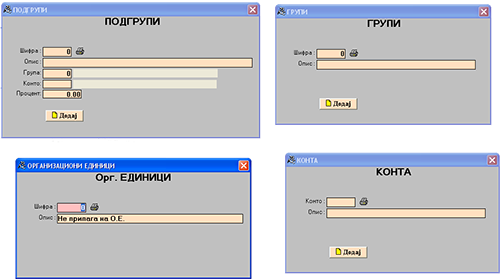 ПОДГРУПИ
ПОДГРУПИ
Шифра: 0
Опис:
Група: 0
Конто:
Процент: 0.00
Додај
ГРУПИ
ГРУПИ
Шифра: 0
Опис:
Додај
ОРГАНИЗАЦИОНИ ЕДИНИЦИ
Орг. ЕДИНИЦИ
Шифра: 0
Опис: Не припаѓа на О.Е.
КОНТА
КОНТА
Конто:
Опис:
Додај